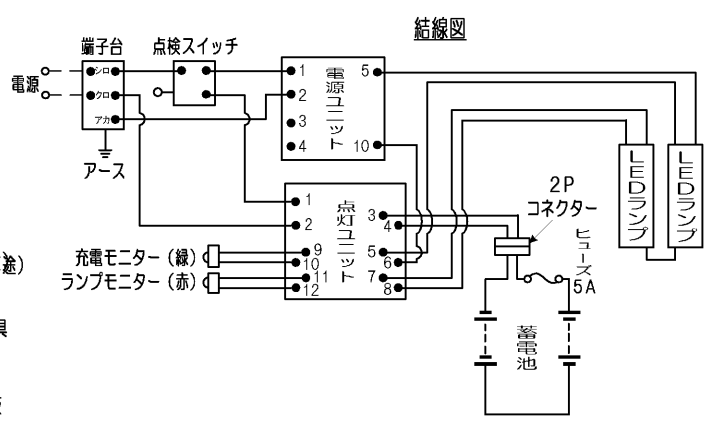 結線図
端子台
点検スイッチ
電源
シロ
クロ
アカ
アース
電源ユニット
1
2
3
4
5
10
点灯ユニット
1
2
9
10
11
12
3
4
5
6
7
8
充電モニター（緑）
ランプモニター（赤）
2P
コネクター
ヒューズ
5A
蓄電池
LEDランプ
LEDランプ
途）